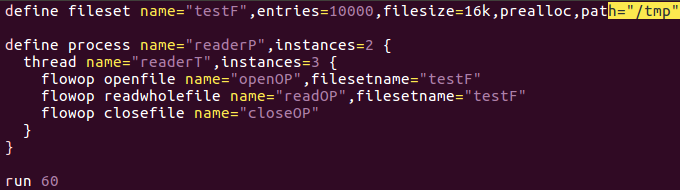 define fileset name="testF",entries=10000,filesize=16k,prealloc,path="/tmp"
define process name="readerP",instances=2 {
thread name="readerT",instances=3 {
flowop openfile name="openOP",filesetname="testF"
flowop readwholefile name="readOP",filesetname="testF"
flowop closefile name="closeOP"
}
}
run 60